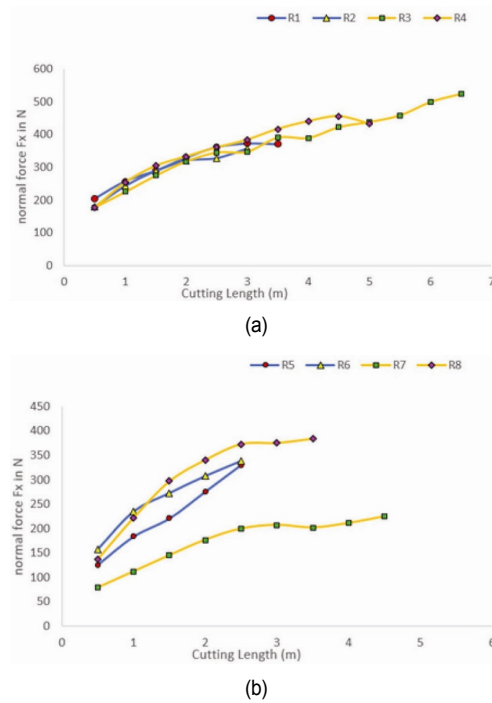 R1 R2 R3 R4
600
500
400
300
200
100
0
normal force Fx in N
0 1 2 3 4 5 6 7
Cutting Length (m)
(a)
R5 R6 R7 R8
450
400
350
300
250
200
150
100
50
0
normal force Fx in N
0 1 2 3 4 5 6
Cutting Length (m)
(b)